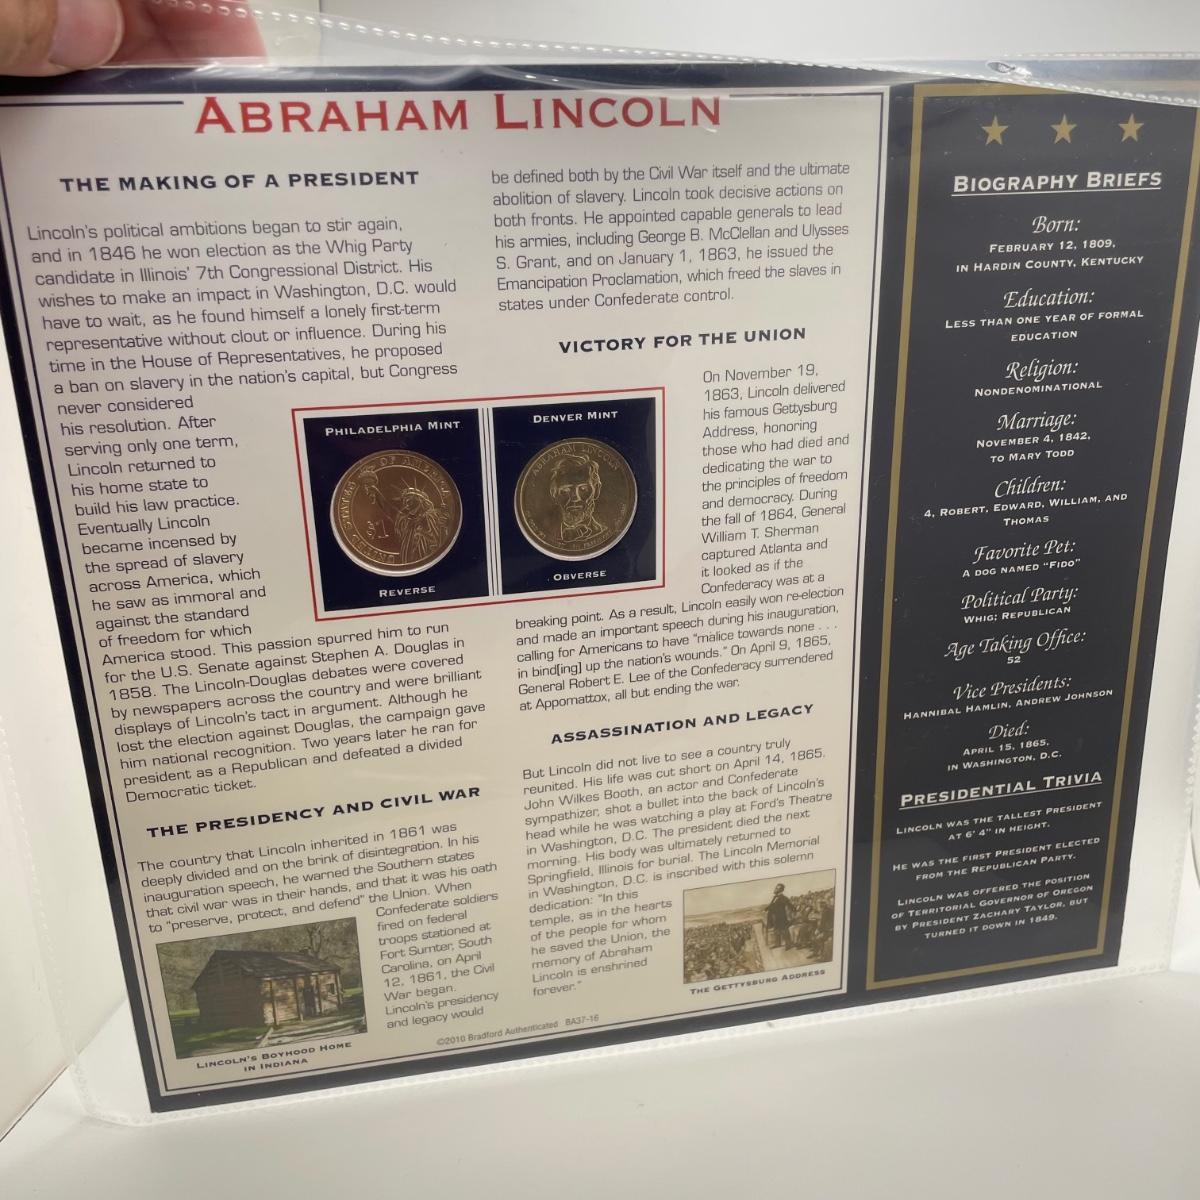 ABRAHAM LINCOLN
THE MAKING OF A PRESIDENT
Lincoln's political ambitions began to stir again,
and in 1846 he won election as the Whig Party
candidate in Illinois' 7th Congressional District. His
wishes to make an impact in Washington, D.C. would
have to wait, as he found himself a lonely first-term
representative without clout or influence. During his
time in the House of Representatives, he proposed
a ban on slavery in the nation's capital, but Congress
never considered
his resolution. After
serving only one term,
Lincoln returned to
his home state to
build his law practice.
Eventually Lincoln
became incensed by
the spread of slavery
across America, which
he saw as immoral and
against the standard
of freedom for which
America stood. This passion spurred him to run
for the U.S. Senate against Stephen A. Douglas in
1858. The Lincoln-Douglas debates were covered
by newspapers across the country and were brilliant
displays of Lincoln's tact in argument. Although he
lost the election against Douglas, the campaign gave
him national recognition. Two years later he ran for
president as a Republican and defeated a divided
Democratic ticket.
THE PRESIDENCY AND CIVIL WAR
The country that Lincoln inherited in 1861 was
deeply divided and on the brink of disintegration. In his
inauguration speech, he warned the Southern states
that civil war was in their hands, and that it was his oath
to "preserve, protect, and defend" the Union. When
Confederate soldiers
fired on federal
troops stationed at
Fort Sumter, South
Carolina, on April
12, 1861, the Civil
War began.
Lincoln's presidency
and legacy would
LINCOLN'S BOYHOOD HOME
IN INDIANA
be defined both by the Civil War itself and the ultimate
abolition of slavery. Lincoln took decisive actions on
both fronts. He appointed capable generals to lead
his armies, including George B. McClellan and Ulysses
S. Grant, and on January 1, 1863, he issued the
Emancipation Proclamation, which freed the slaves in
states under Confederate control.
VICTORY FOR THE UNION
On November 19,
1863, Lincoln delivered
his famous Gettysburg
Address, honoring
those who had died and
dedicating the war to
the principles of freedom
and democracy. During
the fall of 1864, General
William T. Sherman
captured Atlanta and
it looked as if the
Confederacy was at a
breaking point. As a result, Lincoln easily won re-election
and made an important speech during his inauguration,
calling for Americans to have "malice towards none . . .
in bind[ing] up the nation's wounds." On April 9, 1865,
General Robert E. Lee of the Confederacy surrendered
at Appomattox, all but ending the war.
PHILADELPHIA MINT
STATES OF AMERICA
$1
UNITED
REVERSE
DENVER MINT
ABRAHAM LINCOLN
OBVERSE
ASSASSINATION AND LEGACY
But Lincoln did not live to see a country truly
reunited. His life was cut short on April 14, 1865.
John Wilkes Booth, an actor and Confederate
sympathizer, shot a bullet into the back of Lincoln's
head while he was watching a play at Ford's Theatre
in Washington, D.C. The president died the next
morning. His body was ultimately returned to
Springfield, Illinois for burial. The Lincoln Memorial
in Washington, D.C. is inscribed with this solemn
dedication: "In this
temple, as in the hearts
of the people for whom
he saved the Union, the
memory of Abraham
Lincoln is enshrined
forever."
THE GETTYSBURG ADDRESS
©2010 Bradford Authenticated BA37-16
BIOGRAPHY BRIEFS
Born:
FEBRUARY 12, 1809,
IN HARDIN COUNTY, KENTUCKY
Education:
LESS THAN ONE YEAR OF FORMAL
EDUCATION
Religion:
NONDENOMINATIONAL
Marriage:
NOVEMBER 4, 1842,
TO MARY TODD
Children:
4, ROBERT, EDWARD, WILLIAM, AND
THOMAS
Favorite Pet:
A DOG NAMED "FIDO"
Political Party:
WHIG; REPUBLICAN
Age Taking Office:
52
Vice Presidents:
HANNIBAL HAMLIN, ANDREW JOHNSON
Died:
APRIL 15, 1865,
IN WASHINGTON, D.C.
PRESIDENTIAL TRIVIA
LINCOLN WAS THE TALLEST PRESIDENT
AT 6' 4" IN HEIGHT.
HE WAS THE FIRST PRESIDENT ELECTED
FROM THE REPUBLICAN PARTY.
LINCOLN WAS OFFERED THE POSITION
OF TERRITORIAL GOVERNOR OF OREGON
BY PRESIDENT ZACHARY TAYLOR, BUT
TURNED IT DOWN IN 1849.